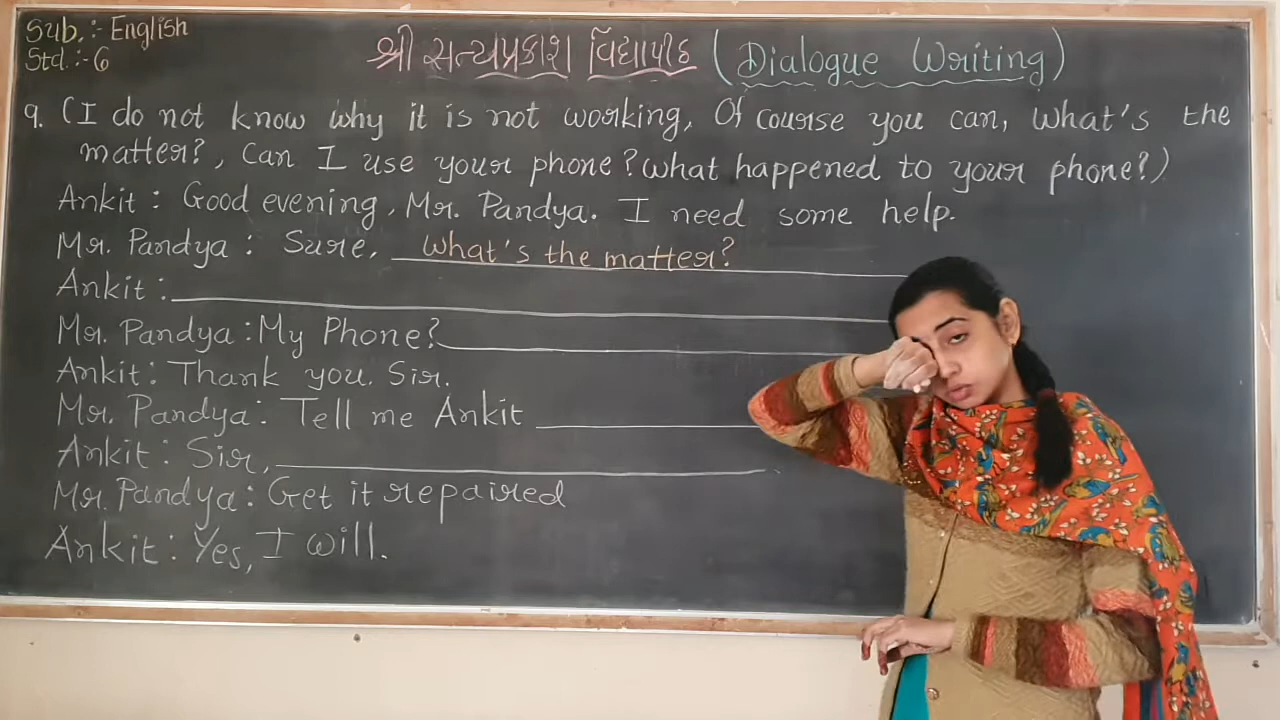 Sub.:- English
Std.:- 6
શ્રી સત્યપ્રકાશ વિદ્યાપીઠ (Dialogue Writing)
9. (I do not know why it is not working, Of course you can, What's the
matter?, Can I use your phone? What happened to your phone?)
Ankit : Good evening, Mr. Pandya. I need some help.
Mr. Pandya : Sure, What's the matter?
Ankit :
Mr. Pandya : My Phone?
Ankit : Thank you. Sir.
Mr. Pandya : Tell me Ankit
Ankit : Sir,
Mr. Pandya : Get it repaired
Ankit : Yes, I will.